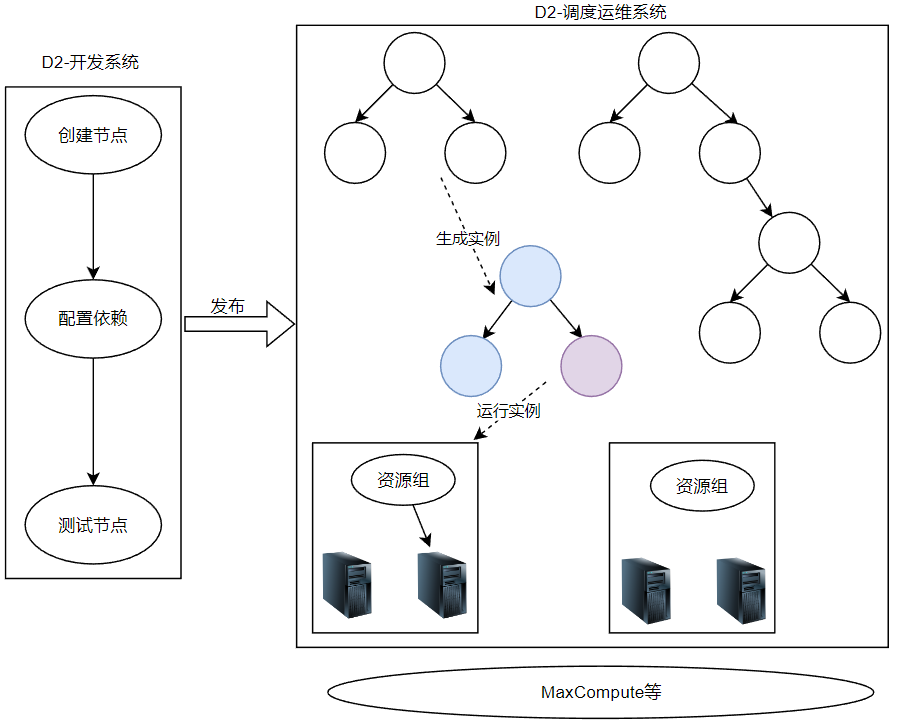 D2-调度运维系统
D2-开发系统
创建节点
配置依赖
测试节点
发布
生成实例
运行实例
资源组
资源组
MaxCompute等